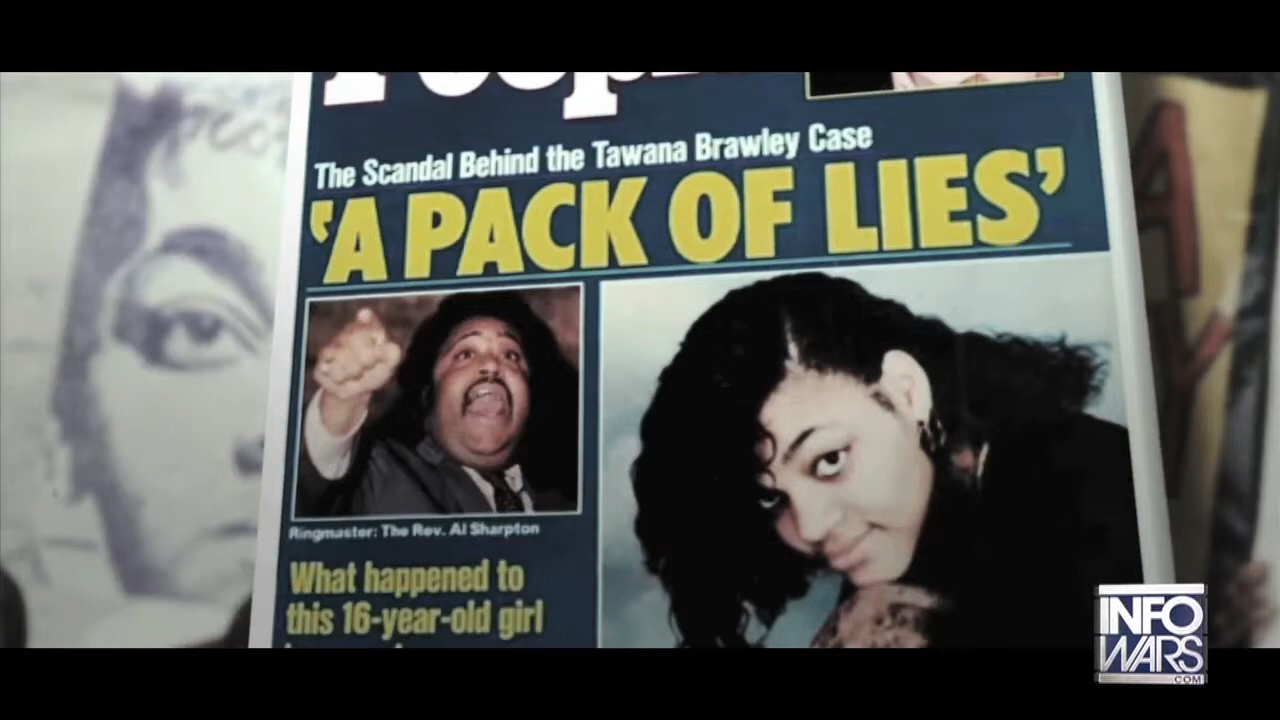 The Scandal Behind the Tawana Brawley Case
'A PACK OF LIES'
Ringmaster: The Rev. Al Sharpton
What happened to
this 16-year-old girl
INFO
WARS
.COM